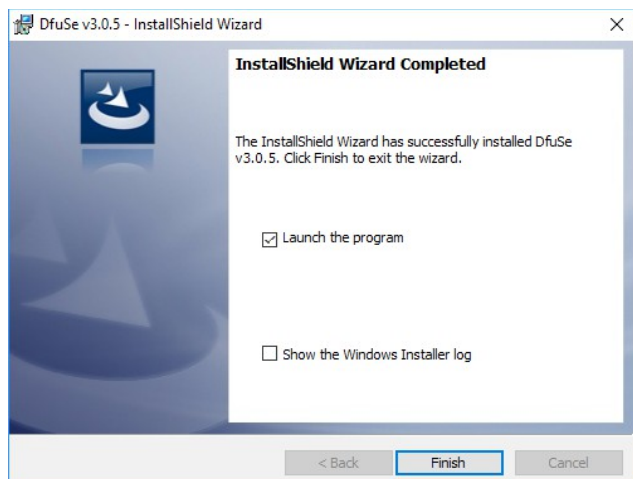 DfuSe v3.0.5 - InstallShield Wizard
InstallShield Wizard Completed
The InstallShield Wizard has successfully installed DfuSe
v3.0.5. Click Finish to exit the wizard.
Launch the program
Show the Windows Installer log
< Back
Finish
Cancel